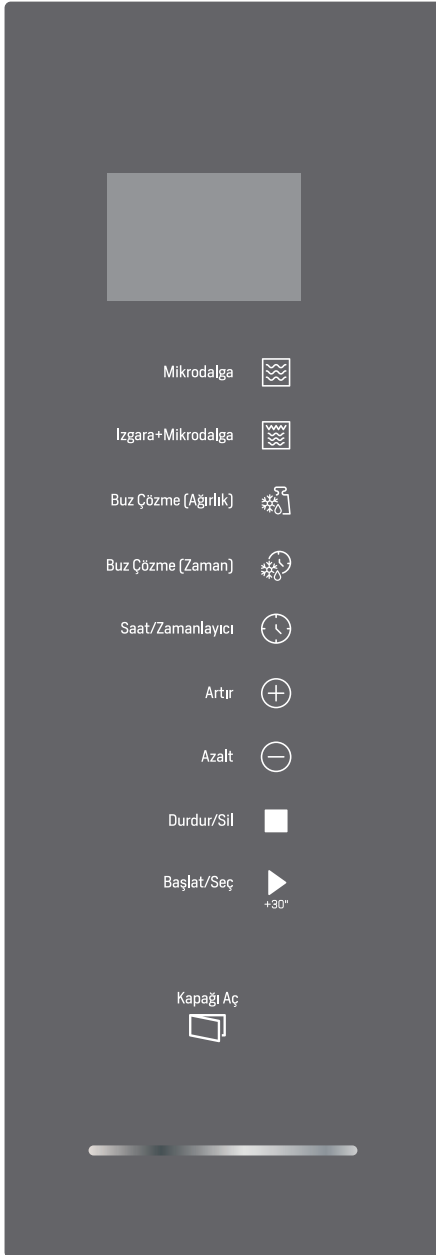 Mikrodalga
Izgara+Mikrodalga
Buz Çözme (Ağırlık)
Buz Çözme (Zaman)
Saat/Zamanlayıcı
Artır
Azalt
Durdur/Sil
Başlat/Seç
+30"
Kapağı Aç